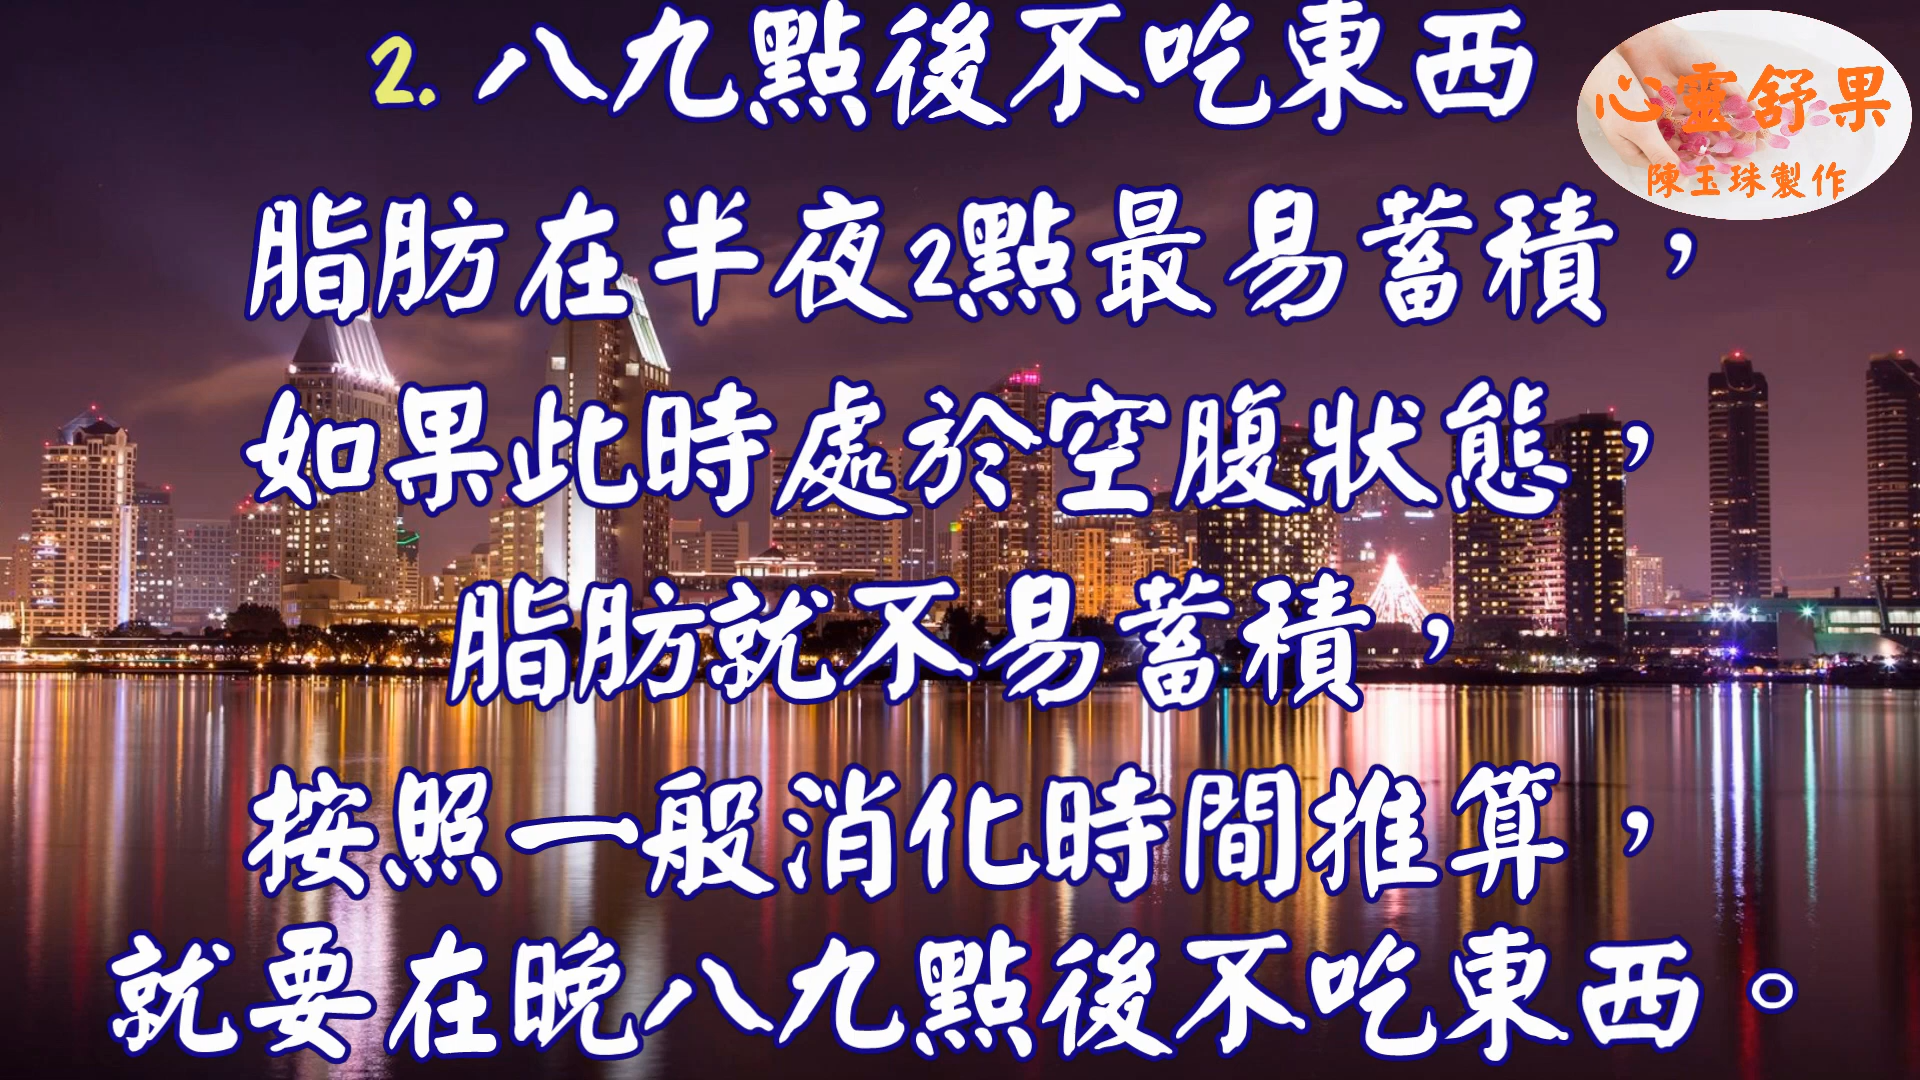 2. 八九點後不吃東西
心靈舒果
陳玉珠製作
脂肪在半夜2點最易蓄積，
如果此時處於空腹狀態，
脂肪就不易蓄積，
按照一般消化時間推算，
就要在晚八九點後不吃東西。